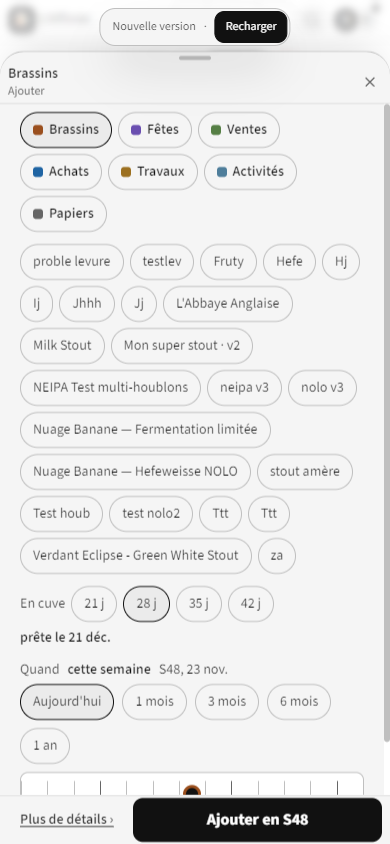 Nouvelle version · Recharger
Brassins
Ajouter
Brassins Fêtes Ventes
Achats Travaux Activités
Papiers
proble levure testlev Fruty Hefe Hj
Ij Jhhh Jj L'Abbaye Anglaise
Milk Stout Mon super stout · v2
NEIPA Test multi-houblons neipa v3 nolo v3
Nuage Banane — Fermentation limitée
Nuage Banane — Hefeweisse NOLO stout amère
Test houb test nolo2 Ttt Ttt
Verdant Eclipse - Green White Stout za
En cuve 21 j 28 j 35 j 42 j
prête le 21 déc.
Quand cette semaine S48, 23 nov.
Aujourd'hui 1 mois 3 mois 6 mois
1 an
Plus de détails › Ajouter en S48